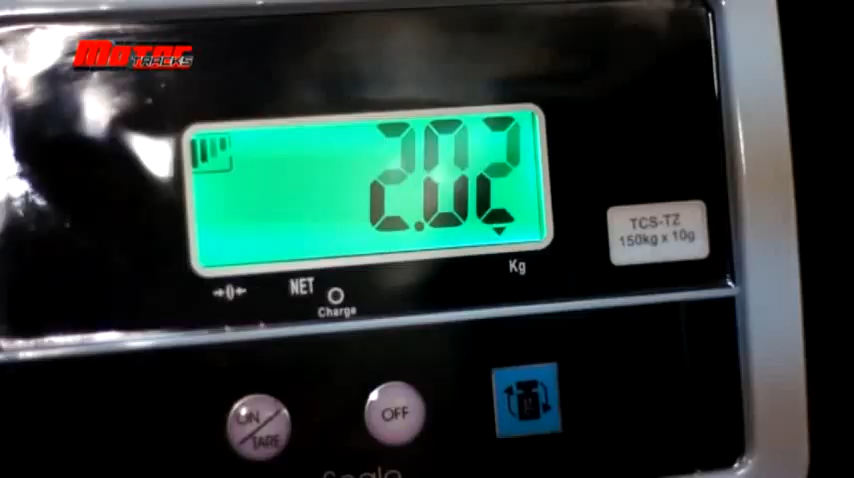 MOTOR
TRACKS
2.02
TCS-TZ
150kg x 10g
→0←
NET
Kg
Charge
ON/TARE
OFF